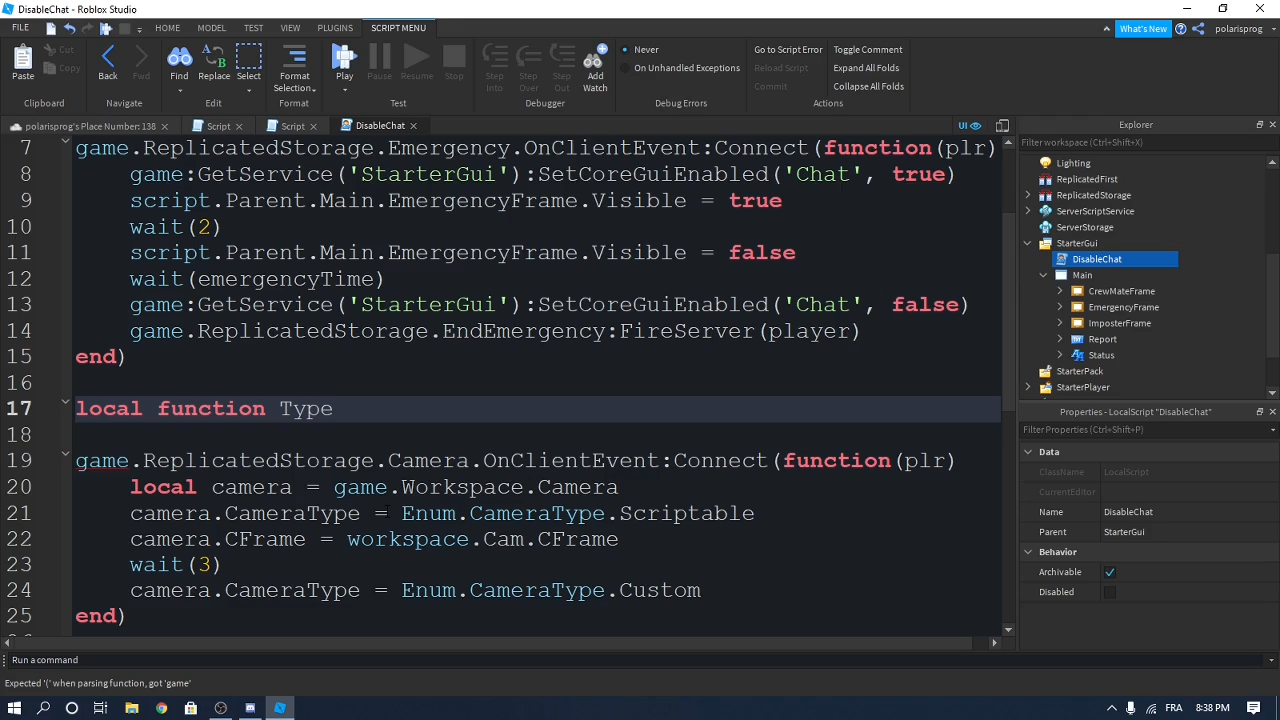 DisableChat - Roblox Studio
FILE
HOME
MODEL
TEST
VIEW
PLUGINS
SCRIPT MENU
What's New
polarisprog
Paste
Cut
Copy
Clipboard
Back
Fwd
Navigate
Find
Replace
Select
Edit
Format Selection
Format
Play
Pause
Resume
Stop
Test
Step Into
Step Over
Step Out
Add Watch
Debugger
Never
On Unhandled Exceptions
Debug Errors
Go to Script Error
Reload Script
Commit
Toggle Comment
Expand All Folds
Collapse All Folds
Actions
polarisprog's Place Number: 138
Script
Script
DisableChat
UI
7 game.ReplicatedStorage.Emergency.OnClientEvent:Connect(function(plr)
8 game:GetService('StarterGui'):SetCoreGuiEnabled('Chat', true)
9 script.Parent.Main.EmergencyFrame.Visible = true
10 wait(2)
11 script.Parent.Main.EmergencyFrame.Visible = false
12 wait(emergencyTime)
13 game:GetService('StarterGui'):SetCoreGuiEnabled('Chat', false)
14 game.ReplicatedStorage.EndEmergency:FireServer(player)
15 end)
16
17 local function Type
18
19 game.ReplicatedStorage.Camera.OnClientEvent:Connect(function(plr)
20 local camera = game.Workspace.Camera
21 camera.CameraType = Enum.CameraType.Scriptable
22 camera.CFrame = workspace.Cam.CFrame
23 wait(3)
24 camera.CameraType = Enum.CameraType.Custom
25 end)
Explorer
Filter workspace (Ctrl+Shift+X)
Lighting
ReplicatedFirst
ReplicatedStorage
ServerScriptService
ServerStorage
StarterGui
DisableChat
Main
CrewMateFrame
EmergencyFrame
ImposterFrame
Report
Status
StarterPack
StarterPlayer
Properties - LocalScript "DisableChat"
Filter Properties (Ctrl+Shift+P)
Data
ClassName LocalScript
CurrentEditor
Name DisableChat
Parent StarterGui
Behavior
Archivable
Disabled
Run a command
Expected '(' when parsing function, got 'game'
FRA
8:38 PM